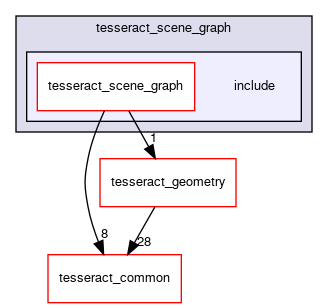 tesseract_scene_graph
tesseract_scene_graph include
1
tesseract_geometry
8 28
tesseract_common